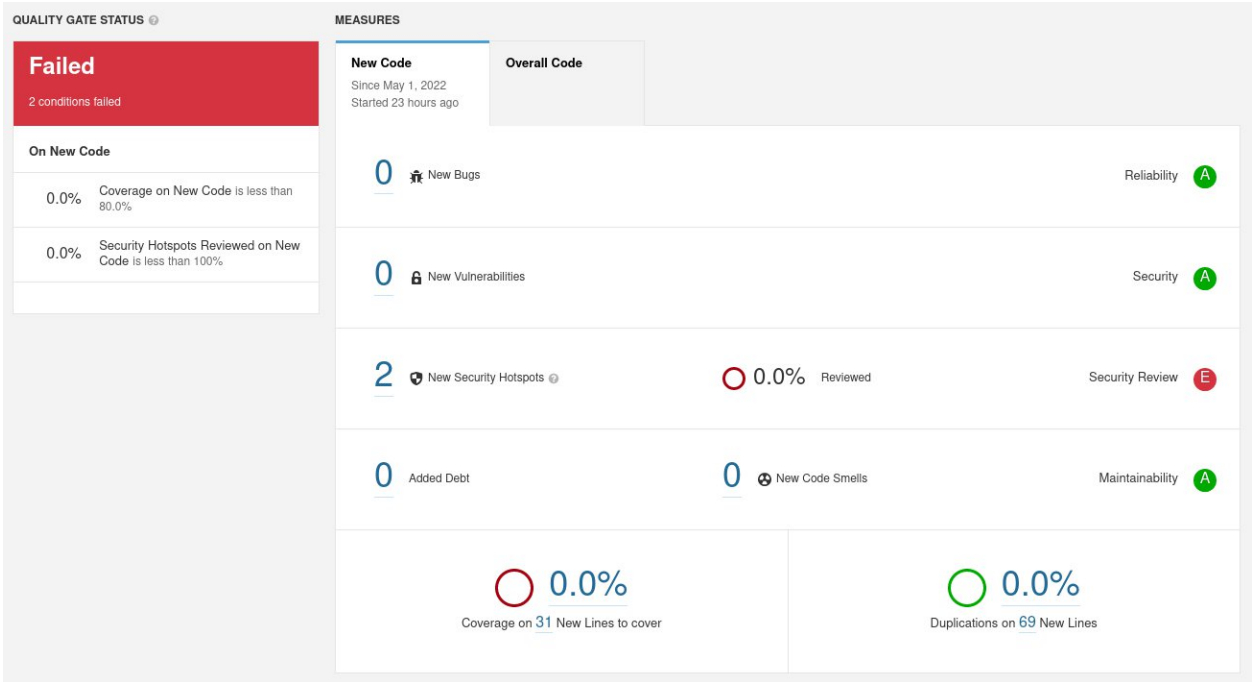 QUALITY GATE STATUS
Failed
2 conditions failed
On New Code
0.0% Coverage on New Code is less than
80.0%
0.0% Security Hotspots Reviewed on New
Code is less than 100%
MEASURES
New Code
Since May 1, 2022
Started 23 hours ago
Overall Code
0 New Bugs
Reliability A
0 New Vulnerabilities
Security A
2 New Security Hotspots
0.0% Reviewed
Security Review E
0 Added Debt
0 New Code Smells
Maintainability A
0.0%
Coverage on 31 New Lines to cover
0.0%
Duplications on 69 New Lines